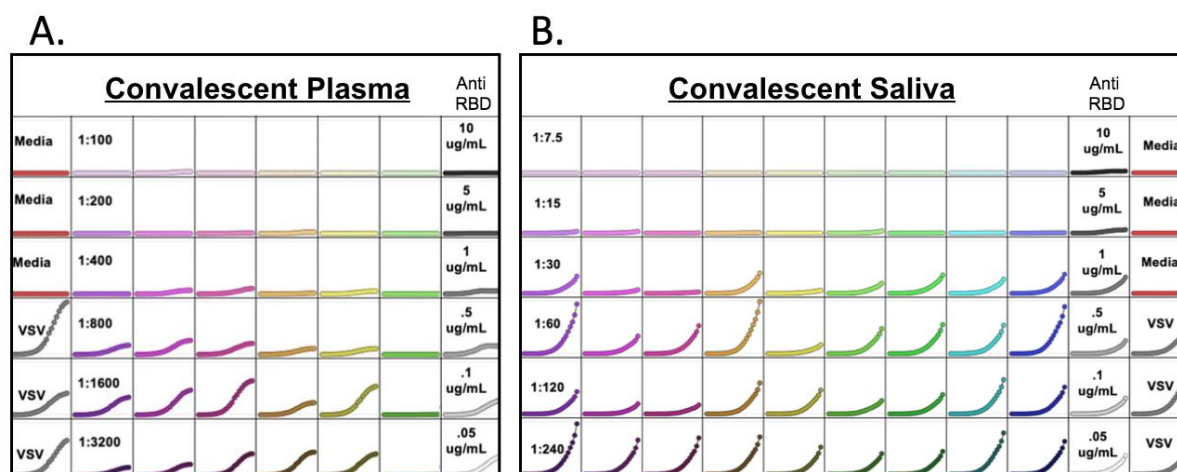 A.
B.
Convalescent Plasma
Anti
RBD
Convalescent Saliva
Anti
RBD
Media
1:100
10
ug/mL
1:7.5
10
ug/mL
Media
Media
1:200
5
ug/mL
1:15
5
ug/mL
Media
Media
1:400
1
ug/mL
1:30
1
ug/mL
Media
VSV
1:800
.5
ug/mL
1:60
.5
ug/mL
VSV
VSV
1:1600
.1
ug/mL
1:120
.1
ug/mL
VSV
VSV
1:3200
.05
ug/mL
1:240
.05
ug/mL
VSV